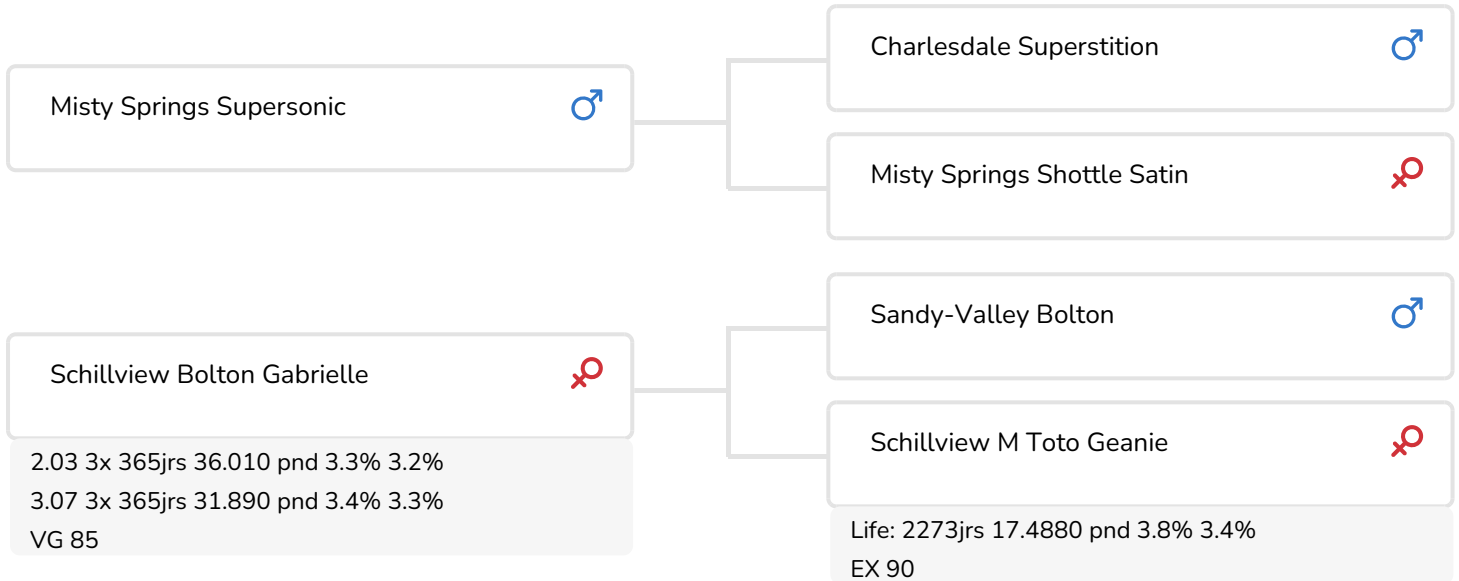 Charlesdale Superstition
Misty Springs Supersonic
Misty Springs Shottle Satin
Sandy-Valley Bolton
Schillview Bolton Gabrielle
2.03 3x 365jrs 36.010 pnd 3.3% 3.2%
3.07 3x 365jrs 31.890 pnd 3.4% 3.3%
VG 85
Schillview M Toto Geanie
Life: 2273jrs 17.4880 pnd 3.8% 3.4%
EX 90